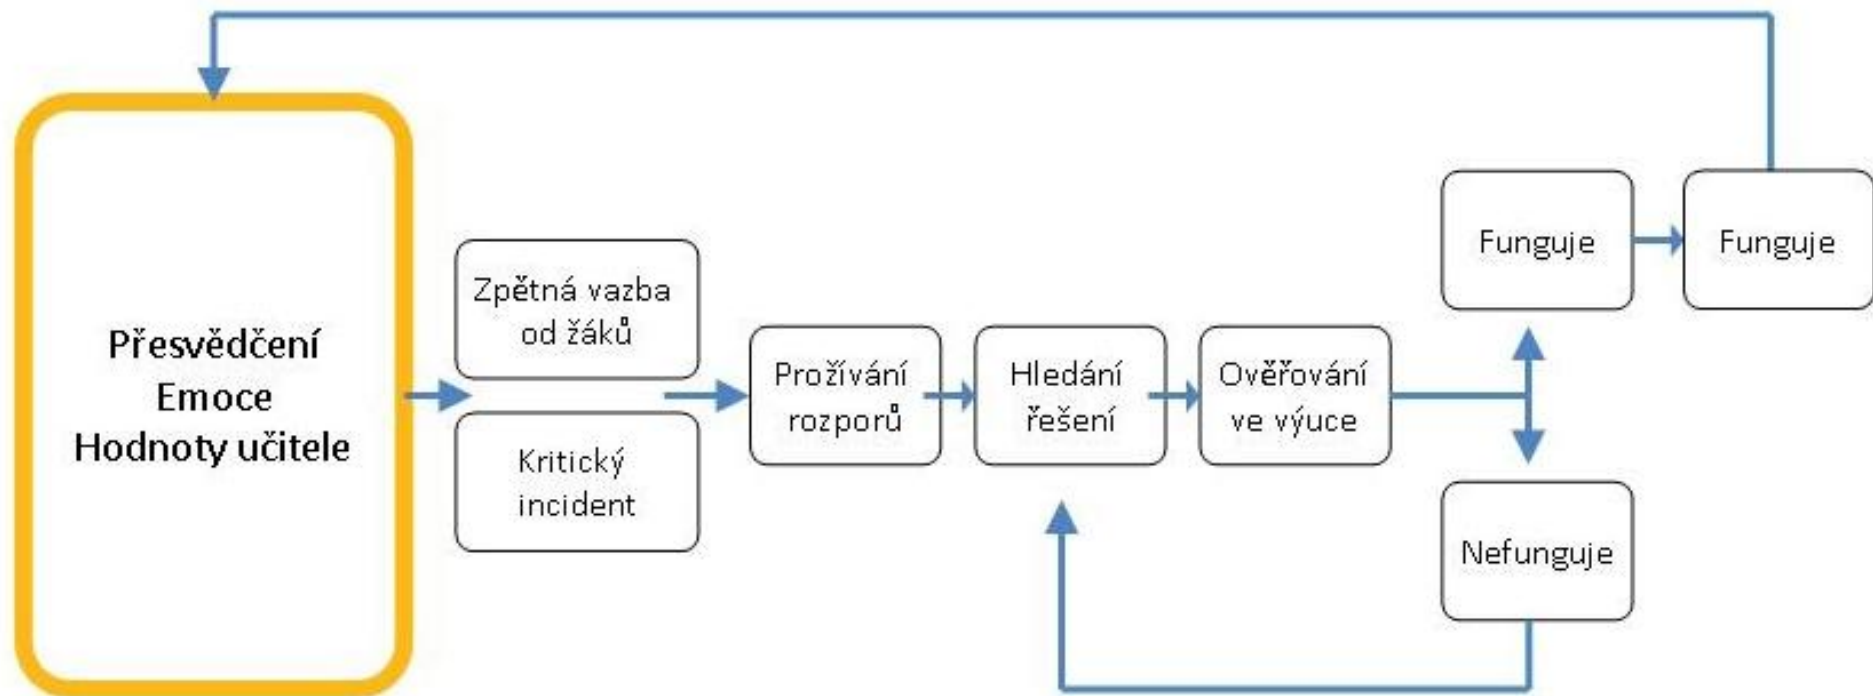 Přesvědčení
Emoce
Hodnoty učitele
Zpětná vazba
od žáků
Kritický
incident
Prožívání
rozporů
Hledání
řešení
Ověřování
ve výuce
Funguje
Funguje
Nefunguje